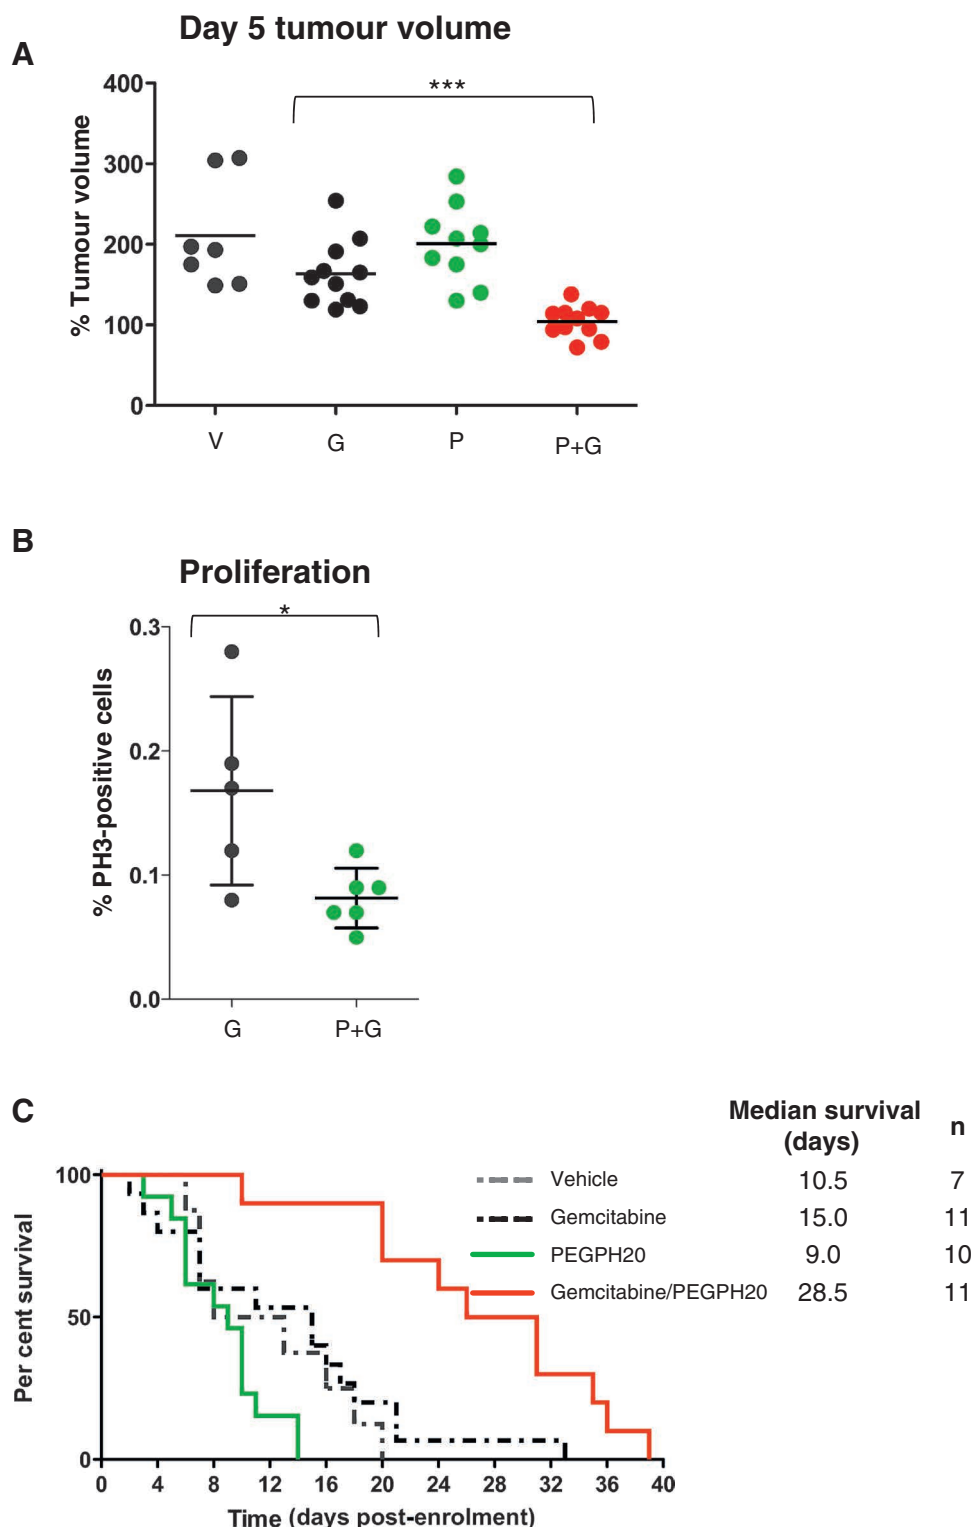 A
Day 5 tumour volume
***
% Tumour volume
400
300
200
100
0
V G P P+G
B
Proliferation
*
% PH3-positive cells
0.3
0.2
0.1
0.0
G P+G
C
Median survival (days) n
Vehicle 10.5 7
Gemcitabine 15.0 11
PEGPH20 9.0 10
Gemcitabine/PEGPH20 28.5 11
Per cent survival
100
50
0
0 4 8 12 16 20 24 28 32 36 40
Time (days post-enrolment)